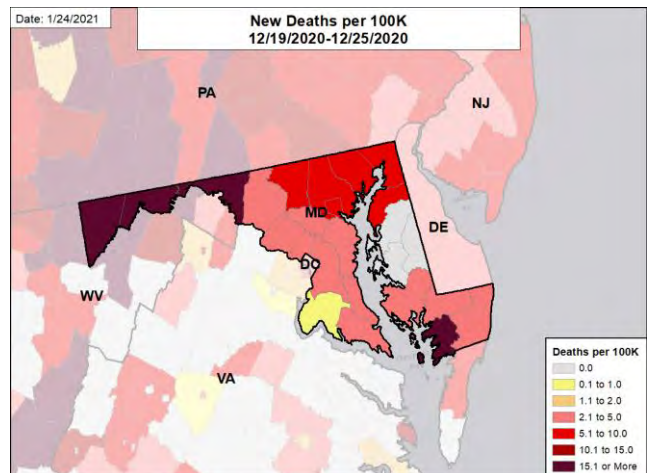 Date: 1/24/2021
New Deaths per 100K
12/19/2020-12/25/2020
PA
NJ
MD
DE
DC
WV
VA
Deaths per 100K
0.0
0.1 to 1.0
1.1 to 2.0
2.1 to 5.0
5.1 to 10.0
10.1 to 15.0
15.1 or More